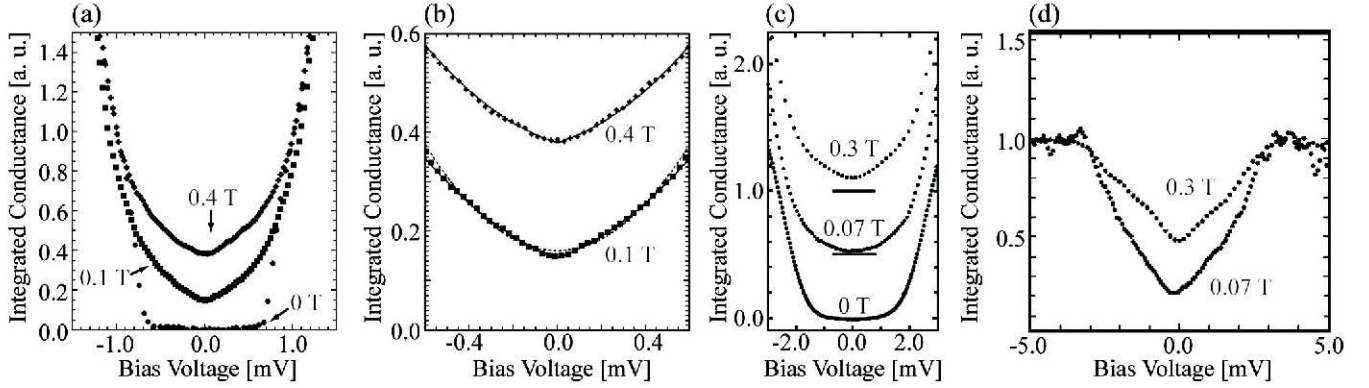 (a)
Integrated Conductance [a. u.]
1.4
1.2
1.0
0.8
0.6
0.4
0.2
0.0
0.4 T
0.1 T
0 T
-1.0
0.0
1.0
Bias Voltage [mV]
(b)
Integrated Conductance [a. u.]
0.6
0.4
0.2
0.0
0.4 T
0.1 T
-0.4
0.0
0.4
Bias Voltage [mV]
(c)
Integrated Conductance [a. u.]
2.0
1.0
0.0
0.3 T
0.07 T
0 T
-2.0
0.0
2.0
Bias Voltage [mV]
(d)
Integrated Conductance [a. u.]
1.5
1.0
0.5
0
0.3 T
0.07 T
-5.0
0.0
5.0
Bias Voltage [mV]